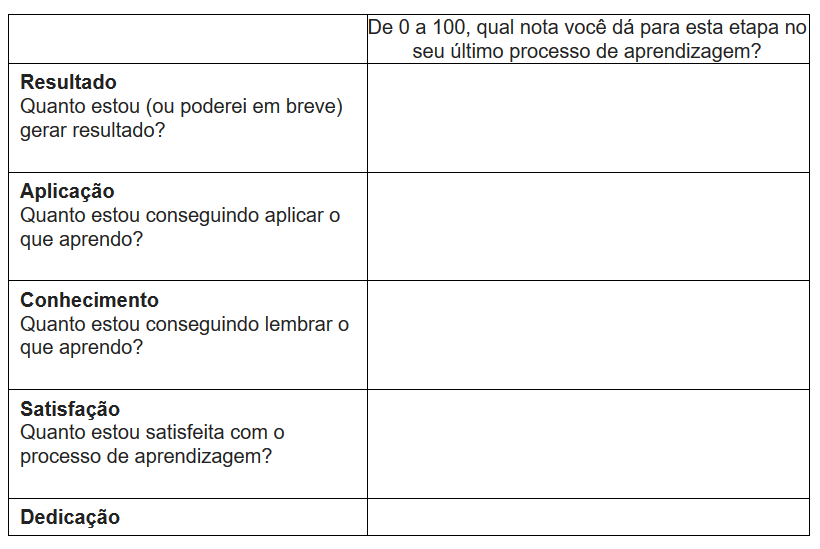 De 0 a 100, qual nota você dá para esta etapa no
seu último processo de aprendizagem?
Resultado
Quanto estou (ou poderei em breve)
gerar resultado?
Aplicação
Quanto estou conseguindo aplicar o
que aprendo?
Conhecimento
Quanto estou conseguindo lembrar o
que aprendo?
Satisfação
Quanto estou satisfeita com o
processo de aprendizagem?
Dedicação